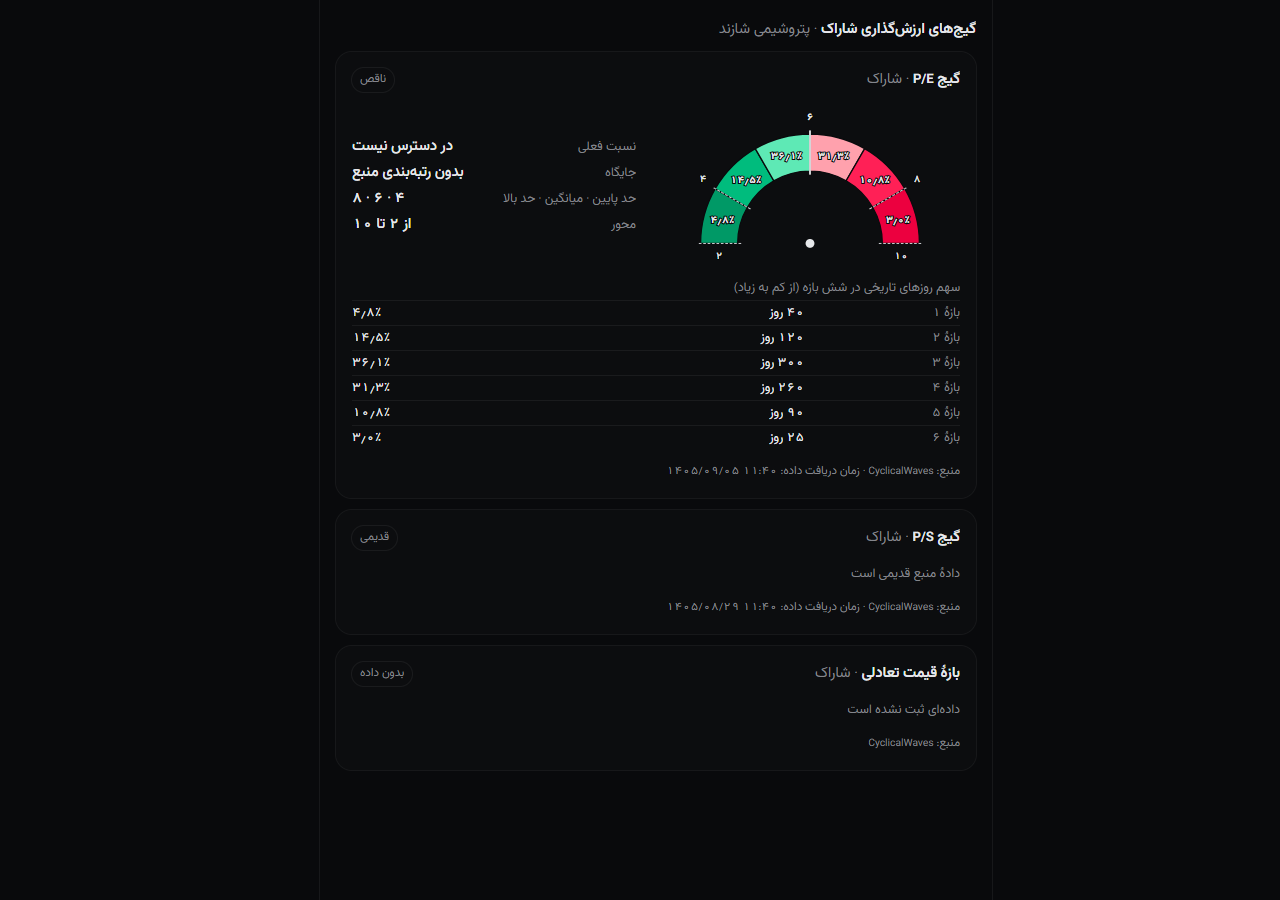 گیج‌های ارزش‌گذاری شاراک · پتروشیمی شازند
گیج P/E · شاراک
ناقص
۶
۳۶٫۱٪
۳۱٫۳٪
۴
۱۴٫۵٪
۱۰٫۸٪
۸
۴٫۸٪
۳٫۰٪
۲
۱۰
نسبت فعلی
در دسترس نیست
جایگاه
بدون رتبه‌بندی منبع
حد پایین · میانگین · حد بالا
۴ · ۶ · ۸
محور
از ۲ تا ۱۰
سهم روزهای تاریخی در شش بازه (از کم به زیاد)
بازهٔ ۱ ۴۰ روز ۴٫۸٪
بازهٔ ۲ ۱۲۰ روز ۱۴٫۵٪
بازهٔ ۳ ۳۰۰ روز ۳۶٫۱٪
بازهٔ ۴ ۲۶۰ روز ۳۱٫۳٪
بازهٔ ۵ ۹۰ روز ۱۰٫۸٪
بازهٔ ۶ ۲۵ روز ۳٫۰٪
منبع: CyclicalWaves · زمان دریافت داده: ۱۴۰۵/۰۹/۰۵ ۱۱:۴۰
گیج P/S · شاراک
قدیمی
دادهٔ منبع قدیمی است
منبع: CyclicalWaves · زمان دریافت داده: ۱۴۰۵/۰۸/۲۹ ۱۱:۴۰
بازهٔ قیمت تعادلی · شاراک
بدون داده
داده‌ای ثبت نشده است
منبع: CyclicalWaves